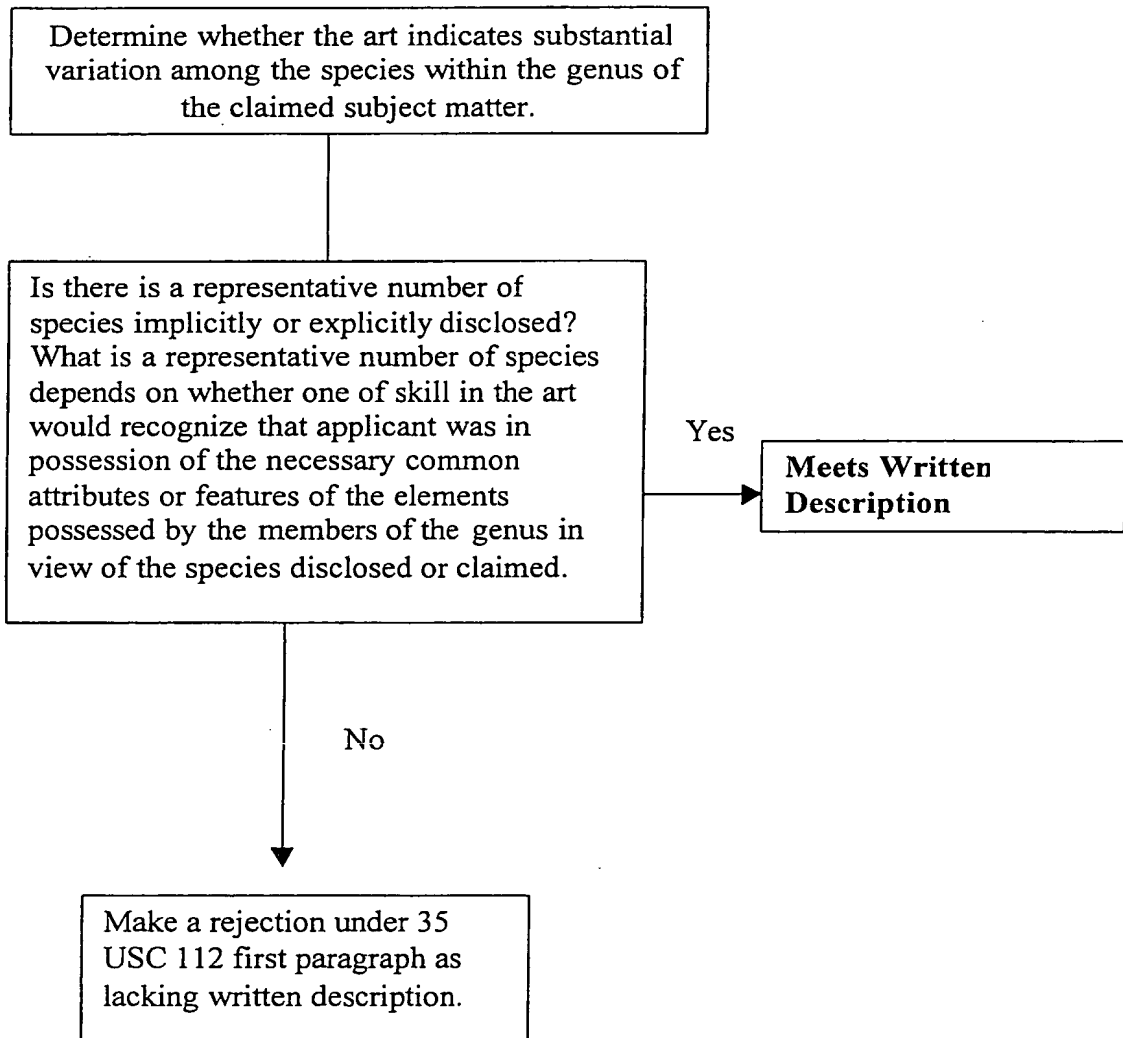 Determine whether the art indicates substantial
variation among the species within the genus of
the claimed subject matter.
Is there is a representative number of
species implicitly or explicitly disclosed?
What is a representative number of species
depends on whether one of skill in the art
would recognize that applicant was in
possession of the necessary common
attributes or features of the elements
possessed by the members of the genus in
view of the species disclosed or claimed.
Yes
Meets Written
Description
No
Make a rejection under 35
USC 112 first paragraph as
lacking written description.